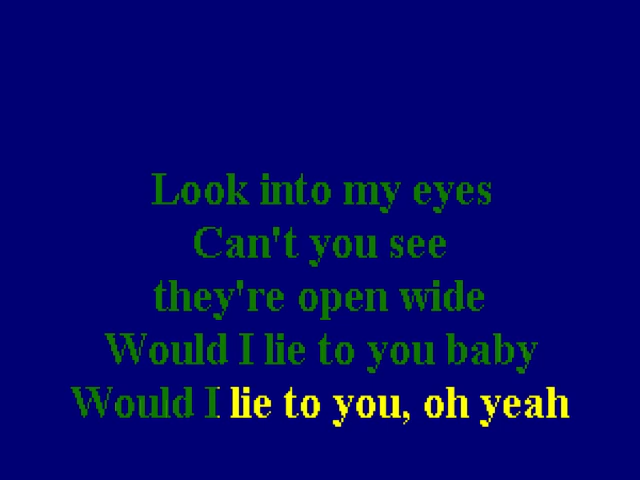 Look into my eyes
Can't you see
they're open wide
Would I lie to you baby
Would I lie to you, oh yeah